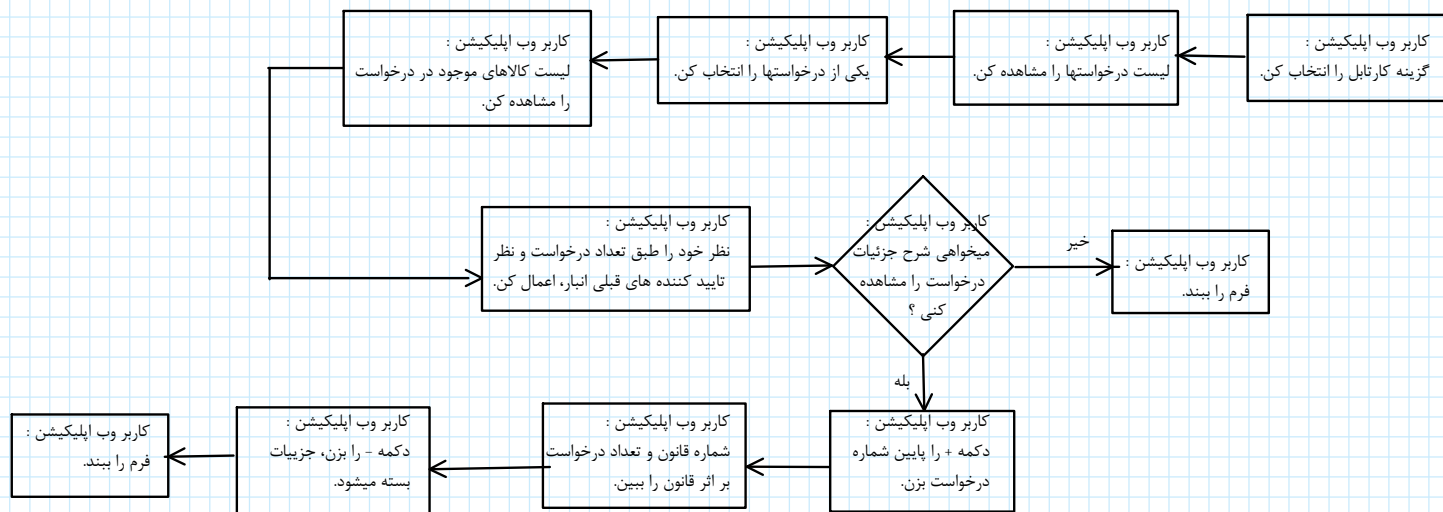 کاربر وب اپلیکیشن :
گزینه کارتابل را انتخاب کن.
کاربر وب اپلیکیشن :
لیست درخواستها را مشاهده کن.
کاربر وب اپلیکیشن :
یکی از درخواستها را انتخاب کن.
کاربر وب اپلیکیشن :
لیست کالاهای موجود در درخواست
را مشاهده کن.
کاربر وب اپلیکیشن :
نظر خود را طبق تعداد درخواست و نظر
تایید کننده های قبلی انبار، اعمال کن.
کاربر وب اپلیکیشن :
میخواهی شرح جزئیات
درخواست را مشاهده
کنی ؟
خیر
کاربر وب اپلیکیشن :
فرم را ببند.
بله
کاربر وب اپلیکیشن :
دکمه + را پایین شماره
درخواست بزن.
کاربر وب اپلیکیشن :
شماره قانون و تعداد درخواست
بر اثر قانون را ببین.
کاربر وب اپلیکیشن :
دکمه - را بزن، جزییات
بسته میشود.
کاربر وب اپلیکیشن :
فرم را ببند.